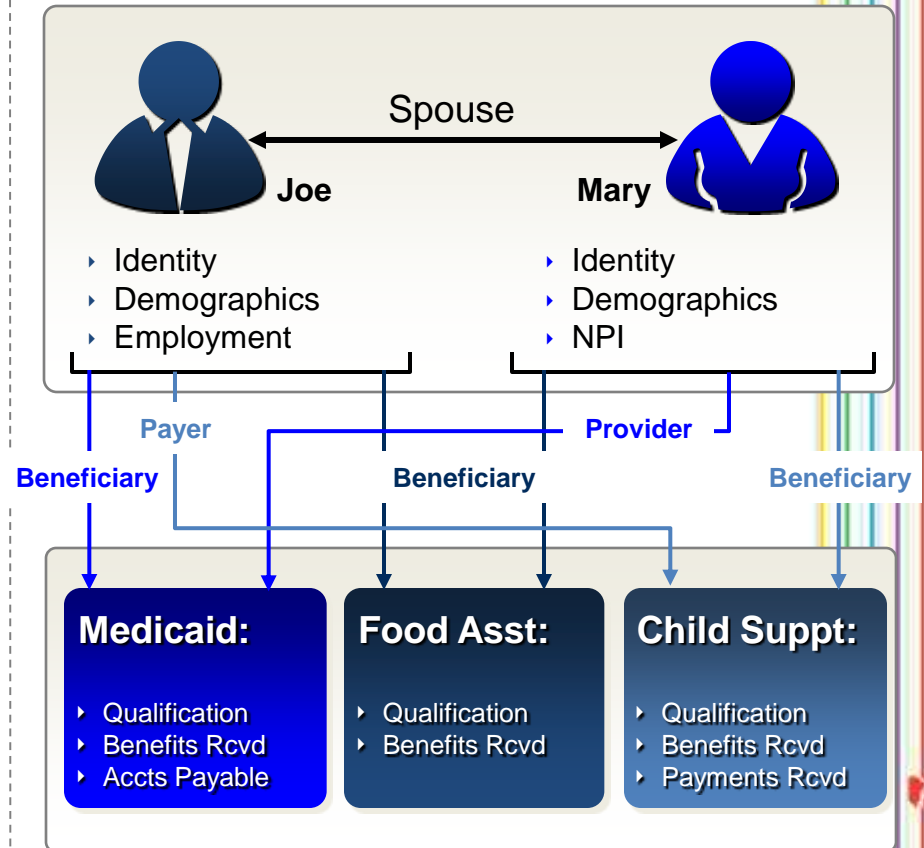 Spouse
Joe
Mary
Identity
Demographics
Employment
Identity
Demographics
NPI
Payer
Provider
Beneficiary
Beneficiary
Beneficiary
Medicaid:
Qualification
Benefits Rcvd
Accts Payable
Food Asst:
Qualification
Benefits Rcvd
Child Suppt:
Qualification
Benefits Rcvd
Payments Rcvd